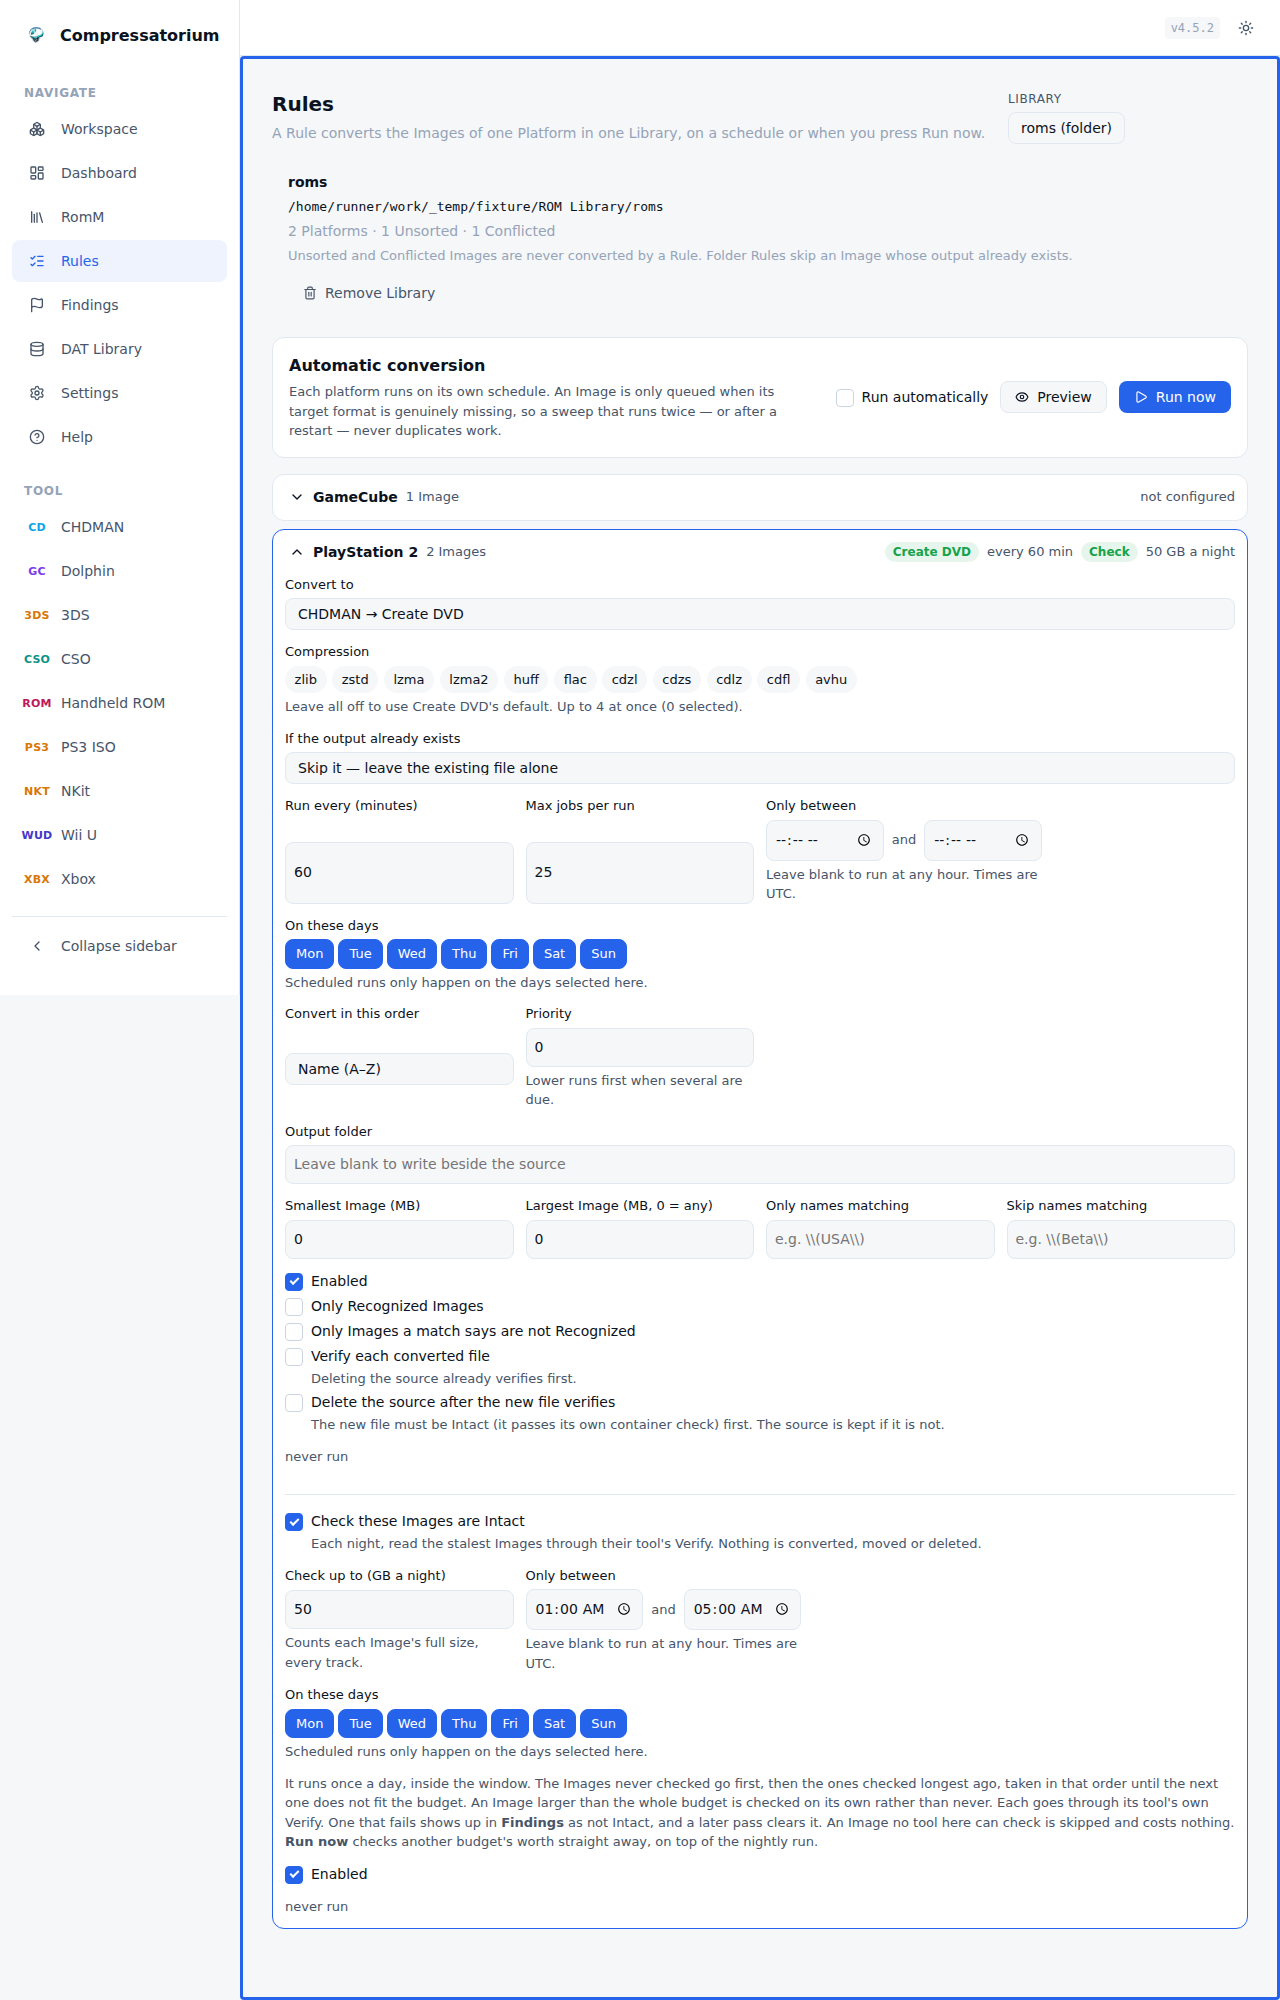 Compressatorium
v4.5.2
NAVIGATE
Workspace
Dashboard
RomM
Rules
Findings
DAT Library
Settings
Help
TOOL
CD CHDMAN
GC Dolphin
3DS 3DS
CSO CSO
ROM Handheld ROM
PS3 PS3 ISO
NKT NKit
WUD Wii U
XBX Xbox
Collapse sidebar
Rules
A Rule converts the Images of one Platform in one Library, on a schedule or when you press Run now.
LIBRARY
roms (folder)
roms
/home/runner/work/_temp/fixture/ROM Library/roms
2 Platforms · 1 Unsorted · 1 Conflicted
Unsorted and Conflicted Images are never converted by a Rule. Folder Rules skip an Image whose output already exists.
Remove Library
Automatic conversion
Each platform runs on its own schedule. An Image is only queued when its
target format is genuinely missing, so a sweep that runs twice — or after a
restart — never duplicates work.
Run automatically
Preview
Run now
GameCube 1 Image not configured
PlayStation 2 2 Images Create DVD every 60 min Check 50 GB a night
Convert to
CHDMAN → Create DVD
Compression
zlib zstd lzma lzma2 huff flac cdzl cdzs cdlz cdfl avhu
Leave all off to use Create DVD's default. Up to 4 at once (0 selected).
If the output already exists
Skip it — leave the existing file alone
Run every (minutes) Max jobs per run Only between
60 25 --:-- -- and --:-- --
Leave blank to run at any hour. Times are
UTC.
On these days
Mon Tue Wed Thu Fri Sat Sun
Scheduled runs only happen on the days selected here.
Convert in this order Priority
Name (A–Z) 0
Lower runs first when several are
due.
Output folder
Leave blank to write beside the source
Smallest Image (MB) Largest Image (MB, 0 = any) Only names matching Skip names matching
0 0 e.g. \\(USA\\) e.g. \\(Beta\\)
Enabled
Only Recognized Images
Only Images a match says are not Recognized
Verify each converted file
Deleting the source already verifies first.
Delete the source after the new file verifies
The new file must be Intact (it passes its own container check) first. The source is kept if it is not.
never run
Check these Images are Intact
Each night, read the stalest Images through their tool's Verify. Nothing is converted, moved or deleted.
Check up to (GB a night) Only between
50 01:00 AM and 05:00 AM
Counts each Image's full size,
every track.
Leave blank to run at any hour. Times are
UTC.
On these days
Mon Tue Wed Thu Fri Sat Sun
Scheduled runs only happen on the days selected here.
It runs once a day, inside the window. The Images never checked go first, then the ones checked longest ago, taken in that order until the next
one does not fit the budget. An Image larger than the whole budget is checked on its own rather than never. Each goes through its tool's own
Verify. One that fails shows up in Findings as not Intact, and a later pass clears it. An Image no tool here can check is skipped and costs nothing.
Run now checks another budget's worth straight away, on top of the nightly run.
Enabled
never run